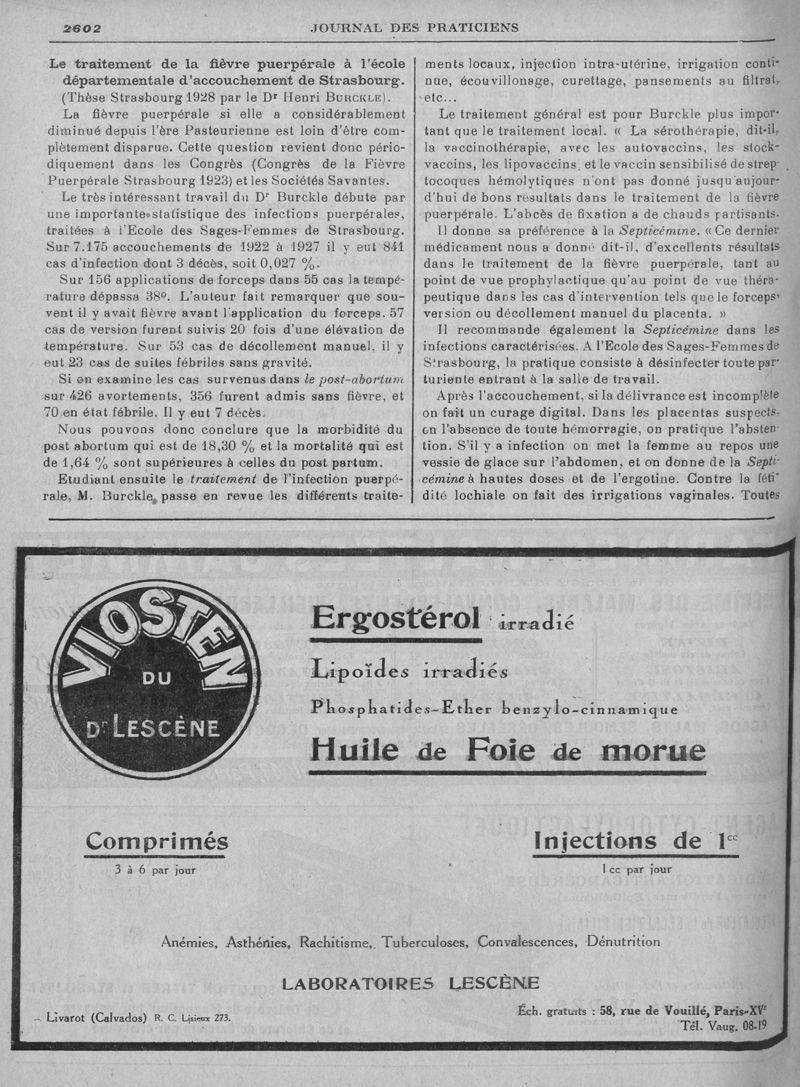 2602
JOURNAL DES PRATICIENS
Le traitement de la fièvre puerpérale à l'école
départementale d'accouchement de Strasbourg.
(Thèse Strasbourg 1928 par le Dr Henri BURCKLE).
La fièvre puerpérale si elle a considérablement
diminué depuis l'ère Pasteurienne est loin d'être com-
plètement disparue. Cette question revient donc pério-
diquement dans les Congrès (Congrès de la Fièvre
Puerpérale Strasbourg 1923) et les Sociétés Savantes.
Le très intéressant travail du Dr Burckle débute par
une importante statistique des infections puerpérales,
traitées à l'Ecole des Sages-Femmes de Strasbourg.
Sur 7.175 accouchements de 1922 à 1927 il y eut 841
cas d'infection dont 3 décès, soit 0,027 %.
Sur 156 applications de forceps dans 55 cas la tempé-
rature dépassa 38º. L'auteur fait remarquer que sou-
vent il y avait fièvre avant l'application du forceps. 57
cas de version furent suivis 20 fois d'une élévation de
température. Sur 53 cas de décollement manuel, il y
eut 23 cas de suites fébriles sans gravité.
Si on examine les cas survenus dans le post-abortum
sur 426 avortements, 356 furent admis sans fièvre, et
70 en état fébrile. Il y eut 7 décès.
Nous pouvons donc conclure que la morbidité du
post abortum qui est de 18,30 % et la mortalité qui est
de 1,64 % sont supérieures à celles du post partum.
Etudiant ensuite le traitement de l'infection puerpé-
rale, M. Burckle passe en revue les différents traite-
ments locaux, injection intra-utérine, irrigation conti-
nue, écouvillonage, curettage, pansements au filtrat,
etc...
Le traitement général est pour Burckle plus impor-
tant que le traitement local. « La sérothérapie, dit-il,
la vaccinothérapie, avec les autovaccins, les stock-
vaccins, les lipovaccins, et le vaccin sensibilisé de strep
tocoques hémolytiques n'ont pas donné jusqu'aujour-
d'hui de bons résultats dans le traitement de la fièvre
puerpérale. L'abcès de fixation a de chauds partisants.
Il donne sa préférence à la Septicémine. « Ce dernier
médicament nous a donné dit-il, d'excellents résultats
dans le traitement de la fièvre puerpérale, tant au
point de vue prophylactique qu'au point de vue théra-
peutique dans les cas d'intervention tels que le forceps,
version ou décollement manuel du placenta. »
Il recommande également la Septicémine dans les
infections caractérisées. A l'Ecole des Sages-Femmes de
Strasbourg, la pratique consiste à désinfecter toute par-
turiente entrant à la salle de travail.
Après l'accouchement, si la délivrance est incomplète
on fait un curage digital. Dans les placentas suspects,
en l'absence de toute hémorragie, on pratique l'absten
tion. S'il y a infection on met la femme au repos une
vessie de glace sur l'abdomen, et on donne de la Septi-
cémine à hautes doses et de l'ergotine. Contre la féti-
dité lochiale on fait des irrigations vaginales. Toutes
VIOSTEN
DU
Dr LESCÈNE
Ergostérol irradié
Lipoïdes irradiés
Phosphatides-Ether benzylo-cinnamique
Huile de Foie de morue
Comprimés
3 à 6 par jour
Injections de 1cc
1 cc par jour
Anémies, Asthénies, Rachitisme, Tuberculoses, Convalescences, Dénutrition
LABORATOIRES LESCÈNE
Livarot (Calvados) R. C. Lisieux 273.
Éch. gratuits : 58, rue de Vouillé, Paris-XVe
Tél. Vaug. 08-19